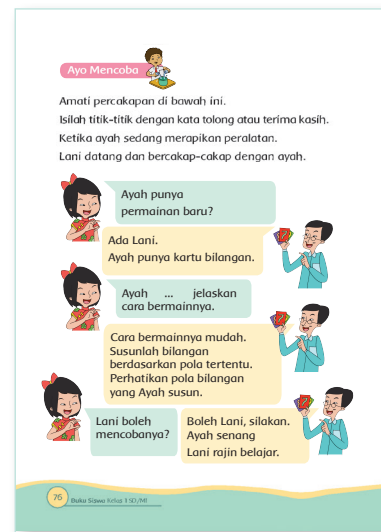 Ayo Mencoba
Amati percakapan di bawah ini.
Isilah titik-titik dengan kata tolong atau terima kasih.
Ketika ayah sedang merapikan peralatan.
Lani datang dan bercakap-cakap dengan ayah.
Ayah punya
permainan baru?
Ada Lani.
Ayah punya kartu bilangan.
Ayah ... jelaskan
cara bermainnya.
Cara bermainnya mudah.
Susunlah bilangan
berdasarkan pola tertentu.
Perhatikan pola bilangan
yang Ayah susun.
Lani boleh
mencobanya?
Boleh Lani, silakan.
Ayah senang
Lani rajin belajar.
76 Buku Siswa Kelas II SD/MI